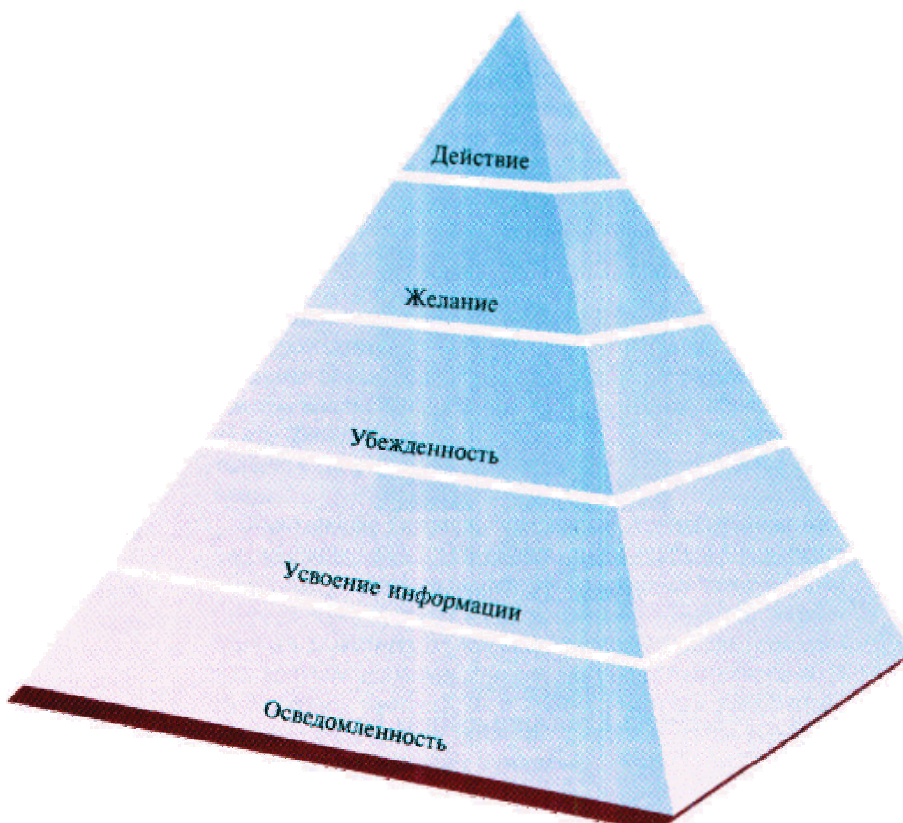 Действие
Желание
Убежденность
Усвоение информации
Осведомленность